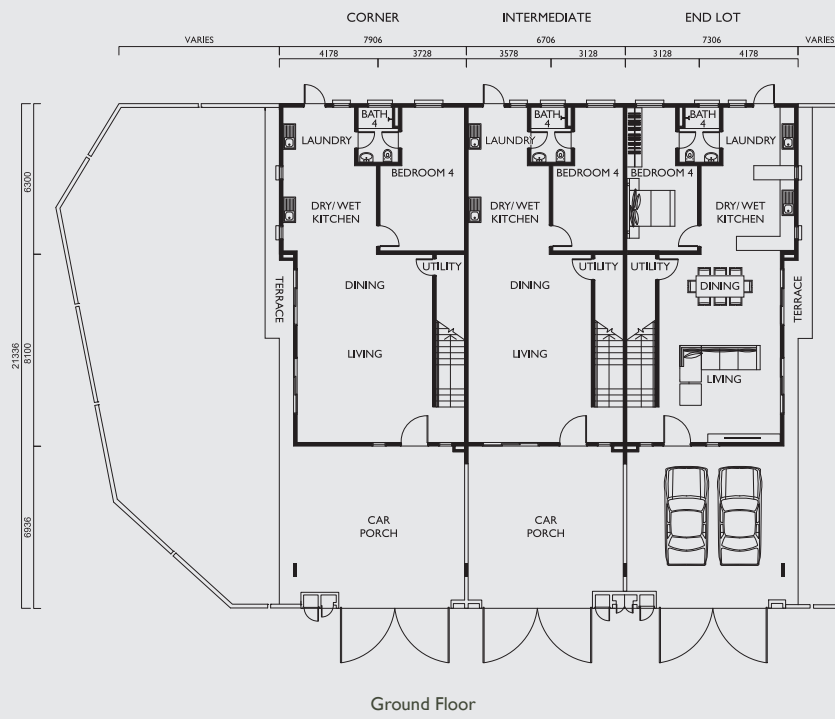 CORNER INTERMEDIATE END LOT
VARIES 7906 6706 7306 VARIES
4178 3728 3578 3128 3128 4178
BATH 4 BATH 4 BATH 4
LAUNDRY LAUNDRY LAUNDRY
BEDROOM 4 BEDROOM 4 BEDROOM 4
6300
DRY/WET KITCHEN DRY/WET KITCHEN DRY/WET KITCHEN
UTILITY UTILITY UTILITY
TERRACE DINING DINING DINING TERRACE
21336
8100
LIVING LIVING LIVING
6936
CAR PORCH CAR PORCH
Ground Floor